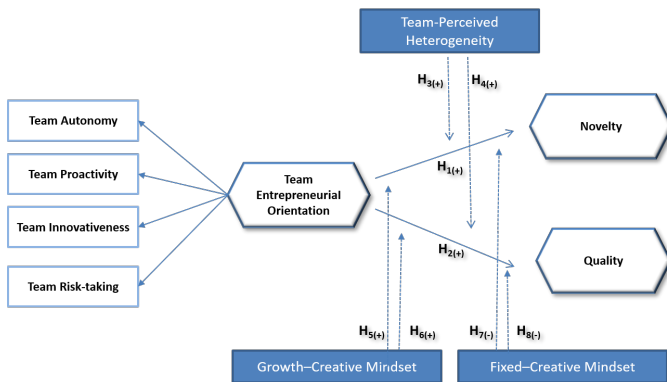 Team-Perceived
Heterogeneity
H3(+)
H4(+)
Team Autonomy
Novelty
Team Proactivity
Team
Entrepreneurial
Orientation
H1(+)
Team Innovativeness
H2(+)
Quality
Team Risk-taking
H5(+)
H6(+)
H7(-)
H8(-)
Growth–Creative Mindset
Fixed–Creative Mindset